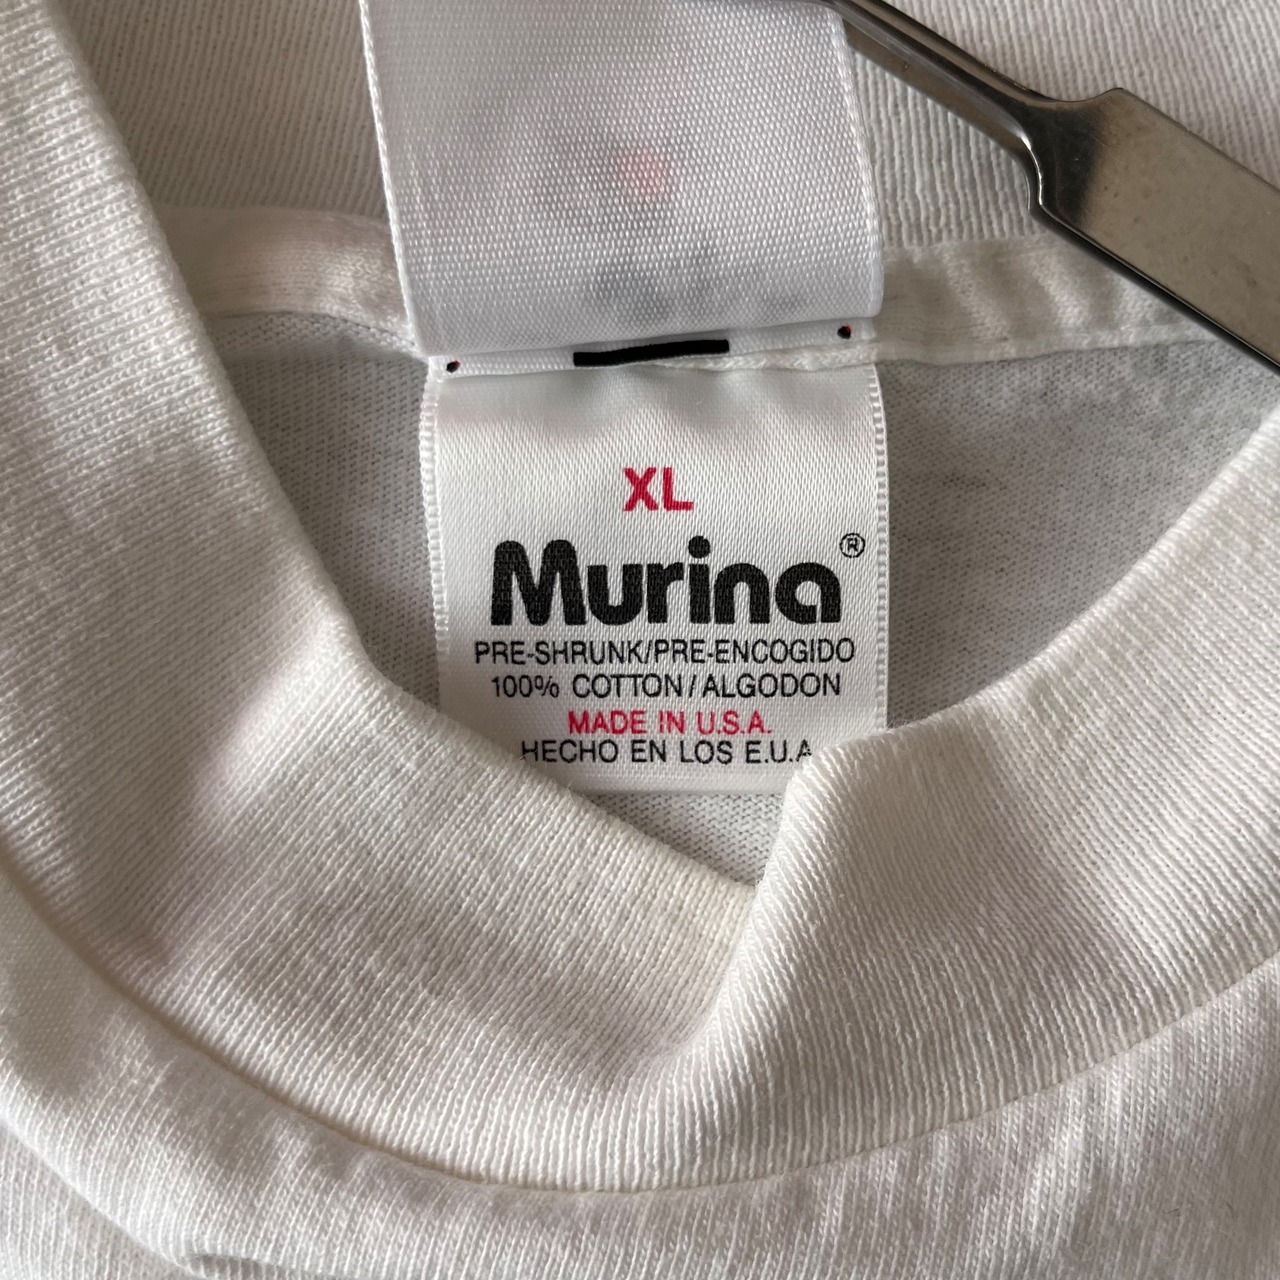 XL
Murina®
PRE-SHRUNK/PRE-ENCOGIDO
100% COTTON/ALGODON
MADE IN U.S.A.
HECHO EN LOS E.U.A.